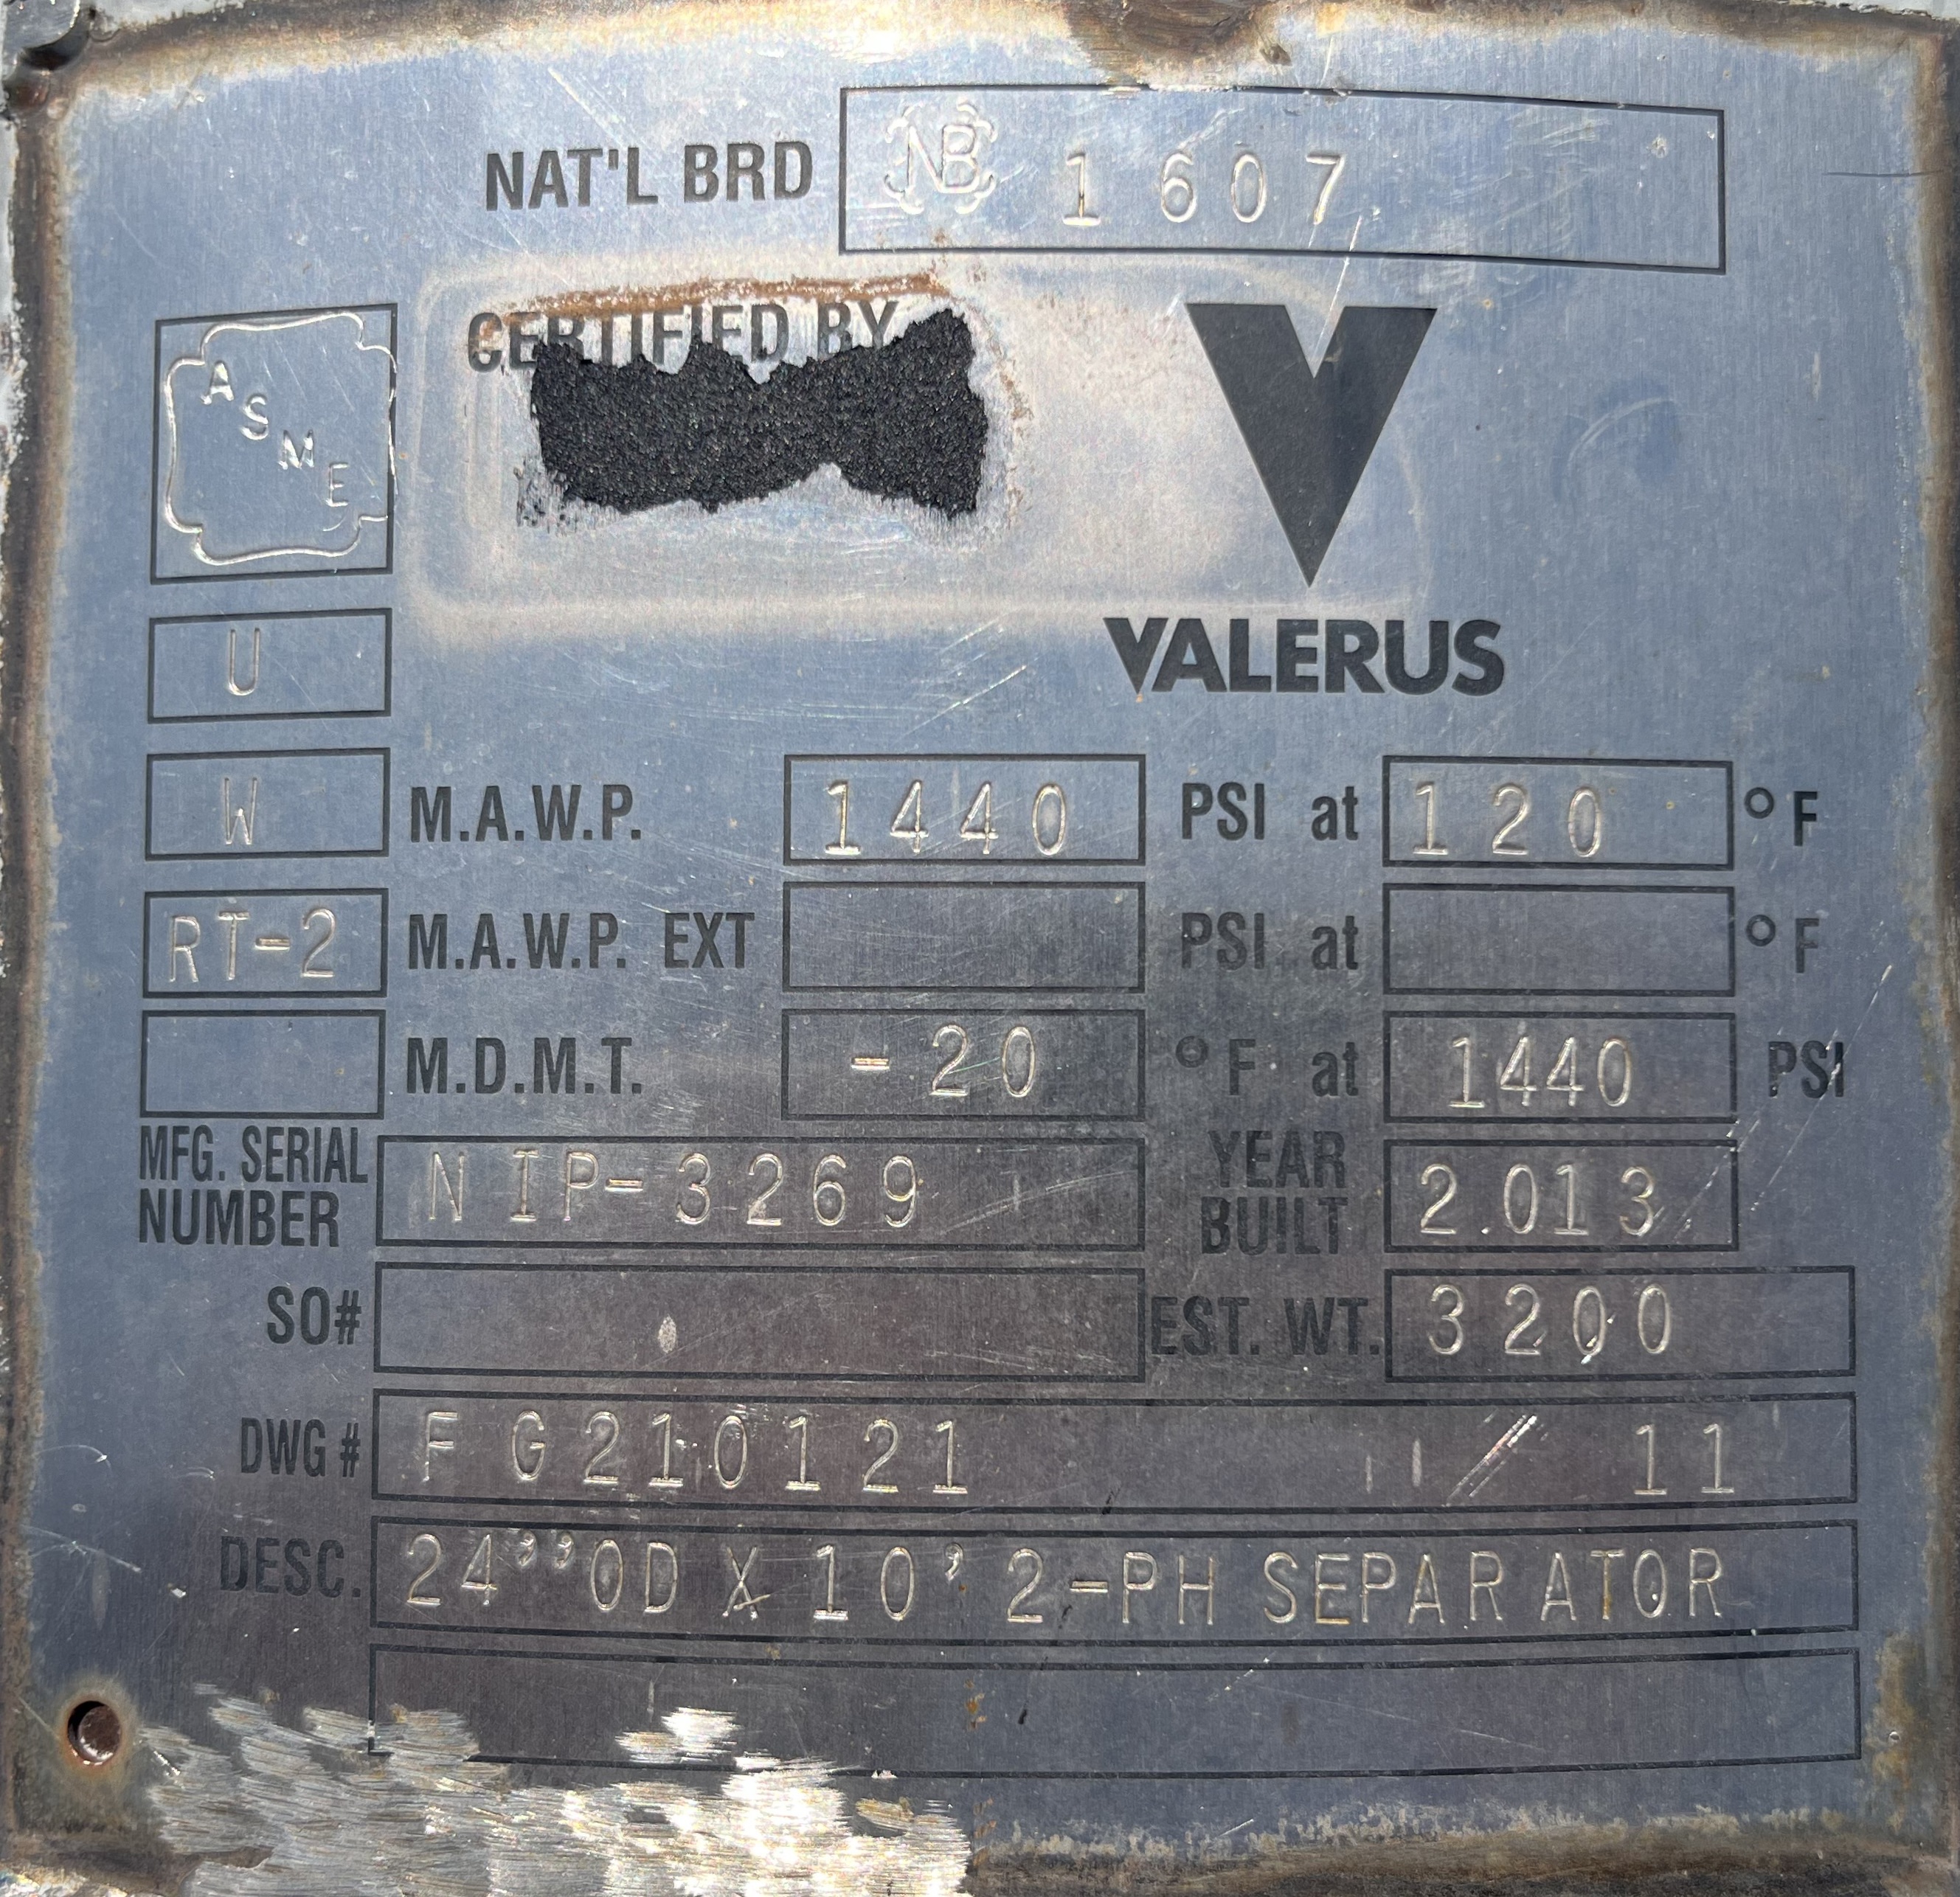 NAT'L BRD NB 1607
CERTIFIED BY
ASME
VALERUS
U
W M.A.W.P. 1440 PSI at 120 °F
RT-2 M.A.W.P. EXT PSI at °F
M.D.M.T. -20 °F at 1440 PSI
MFG. SERIAL NUMBER NIP-3269 YEAR BUILT 2013
SO# EST. WT. 3200
DWG # FG210121 / 11
DESC. 24’’OD X 10’ 2-PH SEPARATOR